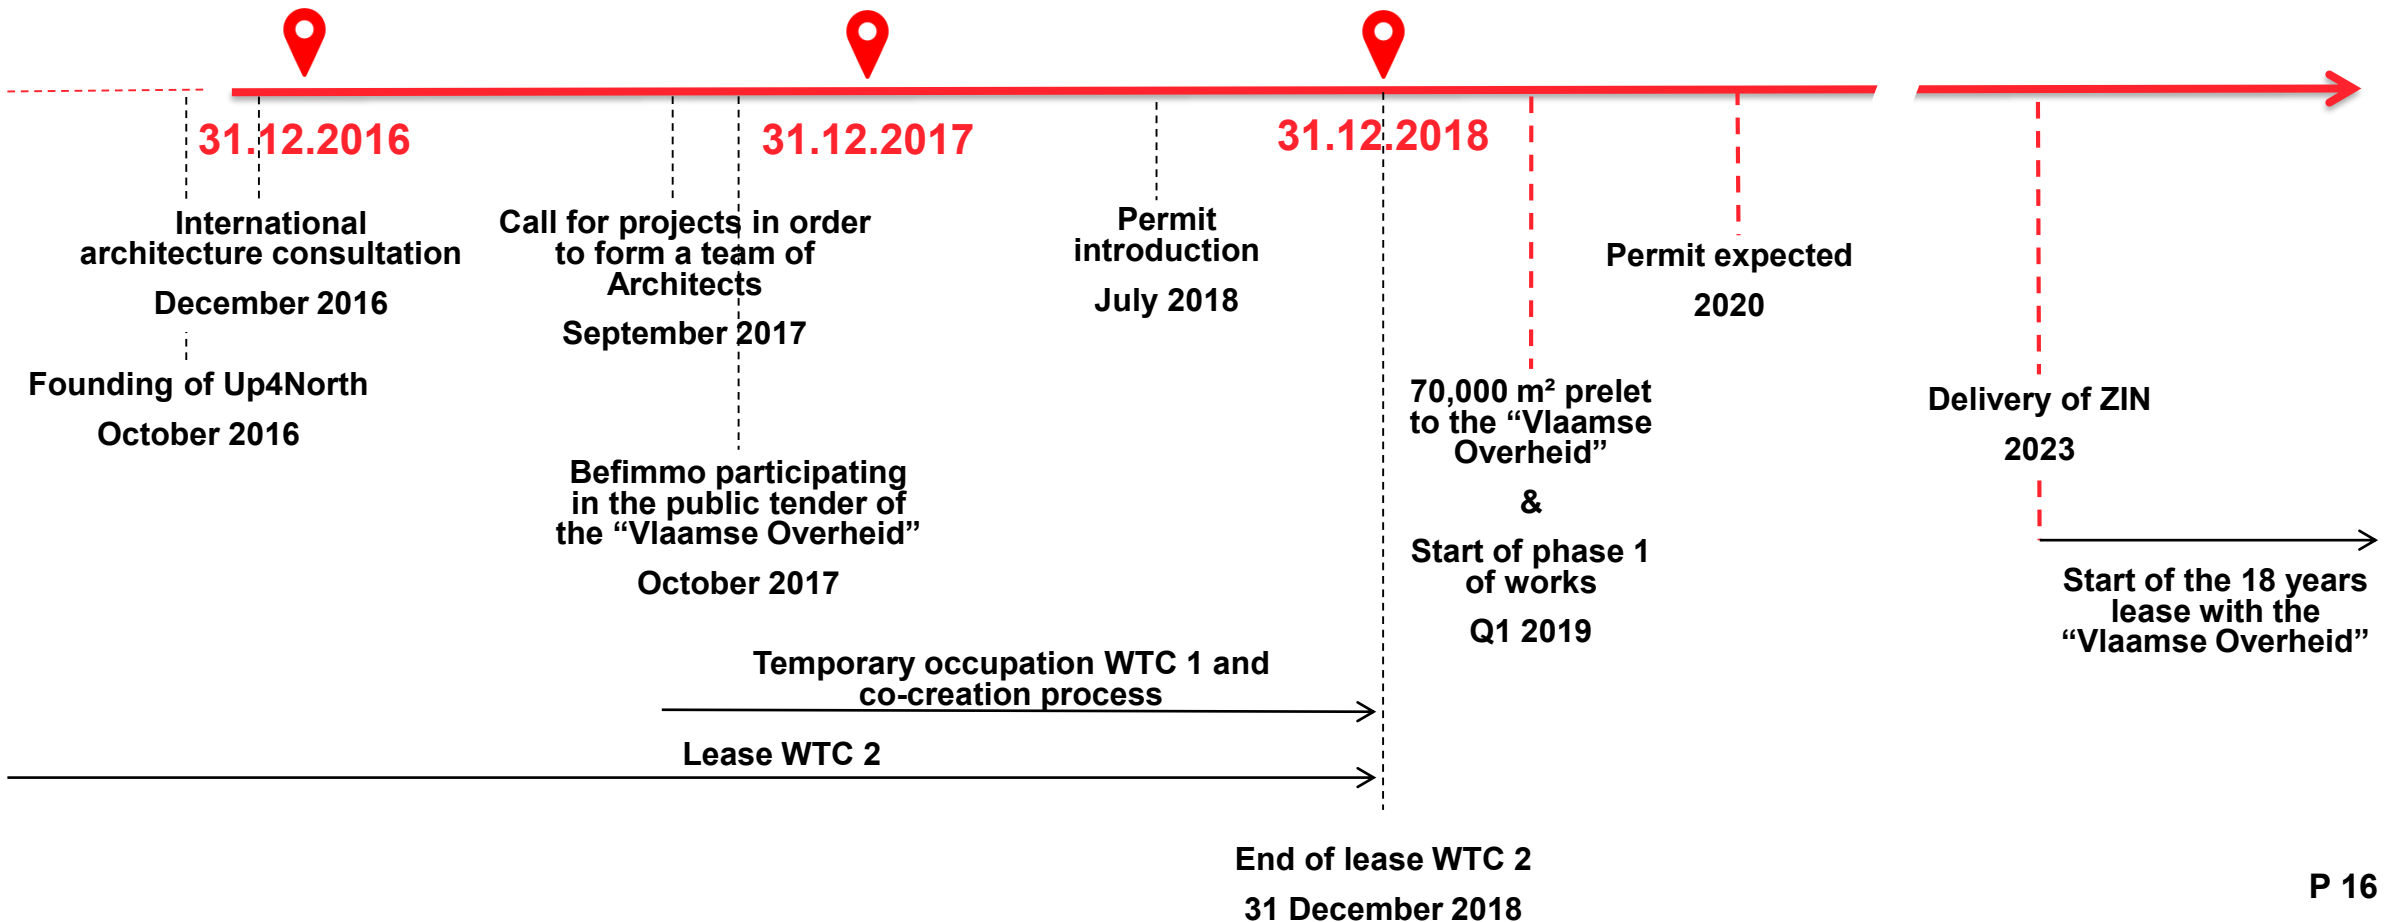 31.12.2016
31.12.2017
31.12.2018
International
architecture consultation
December 2016
Founding of Up4North
October 2016
Call for projects in order
to form a team of
Architects
September 2017
Befimmo participating
in the public tender of
the “Vlaamse Overheid”
October 2017
Permit
introduction
July 2018
70,000 m² prelet
to the “Vlaamse
Overheid”
&
Start of phase 1
of works
Q1 2019
Permit expected
2020
Delivery of ZIN
2023
Start of the 18 years
lease with the
“Vlaamse Overheid”
Temporary occupation WTC 1 and
co-creation process
Lease WTC 2
End of lease WTC 2
31 December 2018
P 16